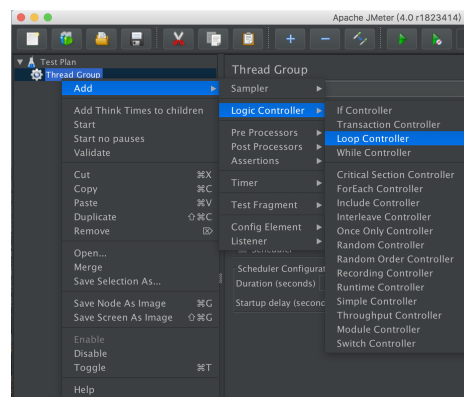 Apache JMeter (4.0 r1823414)
Test Plan
Thread Group
Thread Group
Add
Add Think Times to children
Start
Start no pauses
Validate
Cut ⌘X
Copy ⌘C
Paste ⌘V
Duplicate ⇧⌘C
Remove ⌦
Open...
Merge
Save Selection As...
Save Node As Image ⌘G
Save Screen As Image ⇧⌘G
Enable
Disable
Toggle ⌘T
Help
Sampler
Logic Controller
Pre Processors
Post Processors
Assertions
Timer
Test Fragment
Config Element
Listener
Scheduler
Scheduler Configurat
Duration (seconds)
Startup delay (second
If Controller
Transaction Controller
Loop Controller
While Controller
Critical Section Controller
ForEach Controller
Include Controller
Interleave Controller
Once Only Controller
Random Controller
Random Order Controller
Recording Controller
Runtime Controller
Simple Controller
Throughput Controller
Module Controller
Switch Controller